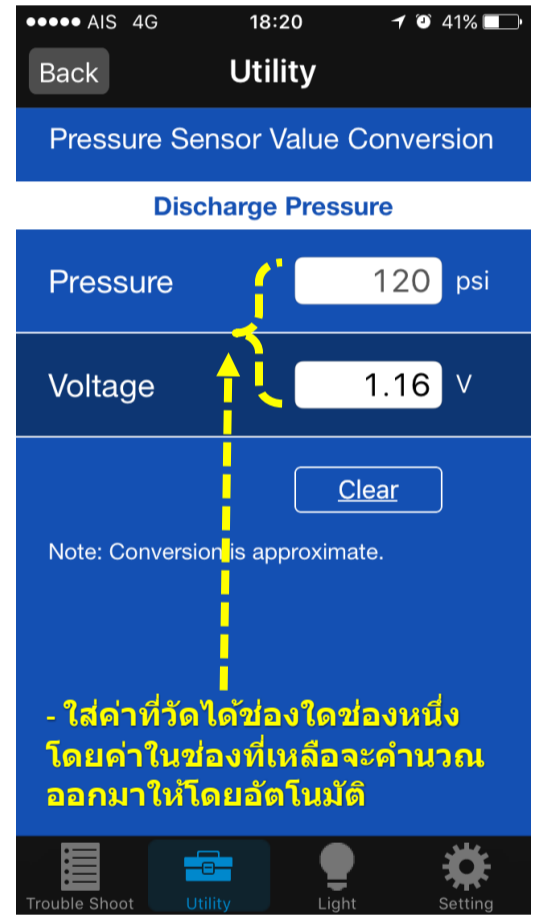 AIS 4G 18:20 41%
Back Utility
Pressure Sensor Value Conversion
Discharge Pressure
Pressure 120 psi
Voltage 1.16 V
Clear
Note: Conversion is approximate.
- ใส่ค่าที่วัดได้ช่องใดช่องหนึ่ง
โดยค่าในช่องที่เหลือจะคำนวณ
ออกมาให้โดยอัตโนมัติ
Trouble Shoot Utility Light Setting